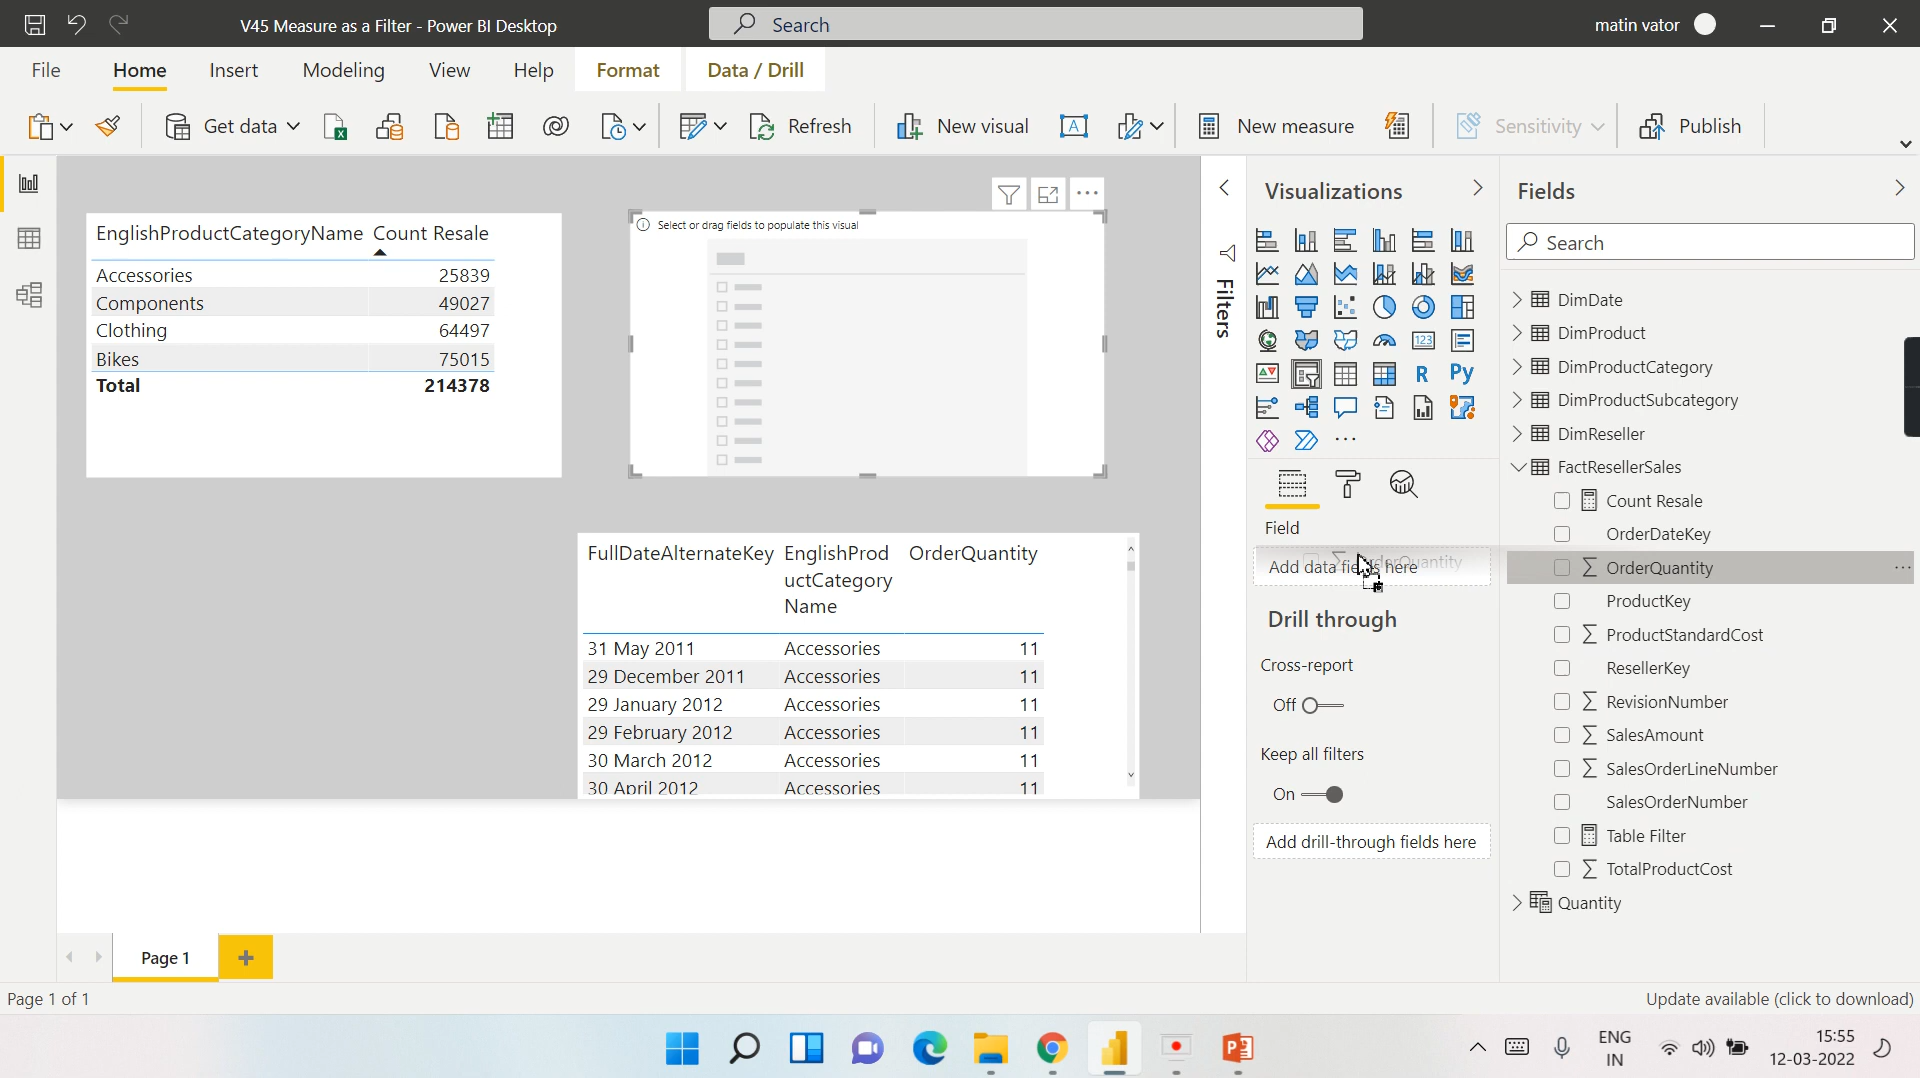 V45 Measure as a Filter - Power BI Desktop
Search
matin vator
File
Home
Insert
Modeling
View
Help
Format
Data / Drill
Get data
Refresh
New visual
A
New measure
Sensitivity
Publish
EnglishProductCategoryName Count Resale
Accessories 25839
Components 49027
Clothing 64497
Bikes 75015
Total 214378
Select or drag fields to populate this visual
FullDateAlternateKey EnglishProd OrderQuantity
uctCategory
Name
31 May 2011 Accessories 11
29 December 2011 Accessories 11
29 January 2012 Accessories 11
29 February 2012 Accessories 11
30 March 2012 Accessories 11
30 April 2012 Accessories 11
Filters
Visualizations
123
R
Py
Field
Add data fields here
OrderQuantity
Drill through
Cross-report
Off
Keep all filters
On
Add drill-through fields here
Fields
Search
DimDate
DimProduct
DimProductCategory
DimProductSubcategory
DimReseller
FactResellerSales
Count Resale
OrderDateKey
OrderQuantity
ProductKey
ProductStandardCost
ResellerKey
RevisionNumber
SalesAmount
SalesOrderLineNumber
SalesOrderNumber
Table Filter
TotalProductCost
Quantity
Page 1
Page 1 of 1
Update available (click to download)
ENG
IN
15:55
12-03-2022